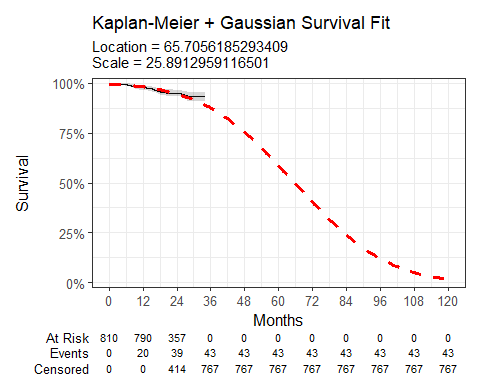 Kaplan-Meier + Gaussian Survival Fit
Location = 65.7056185293409
Scale = 25.8912959116501
100%
75%
50%
25%
0%
Survival
0 12 24 36 48 60 72 84 96 108 120
Months
At Risk 810 790 357 0 0 0 0 0 0 0 0
Events 0 20 39 43 43 43 43 43 43 43 43
Censored 0 0 414 767 767 767 767 767 767 767 767